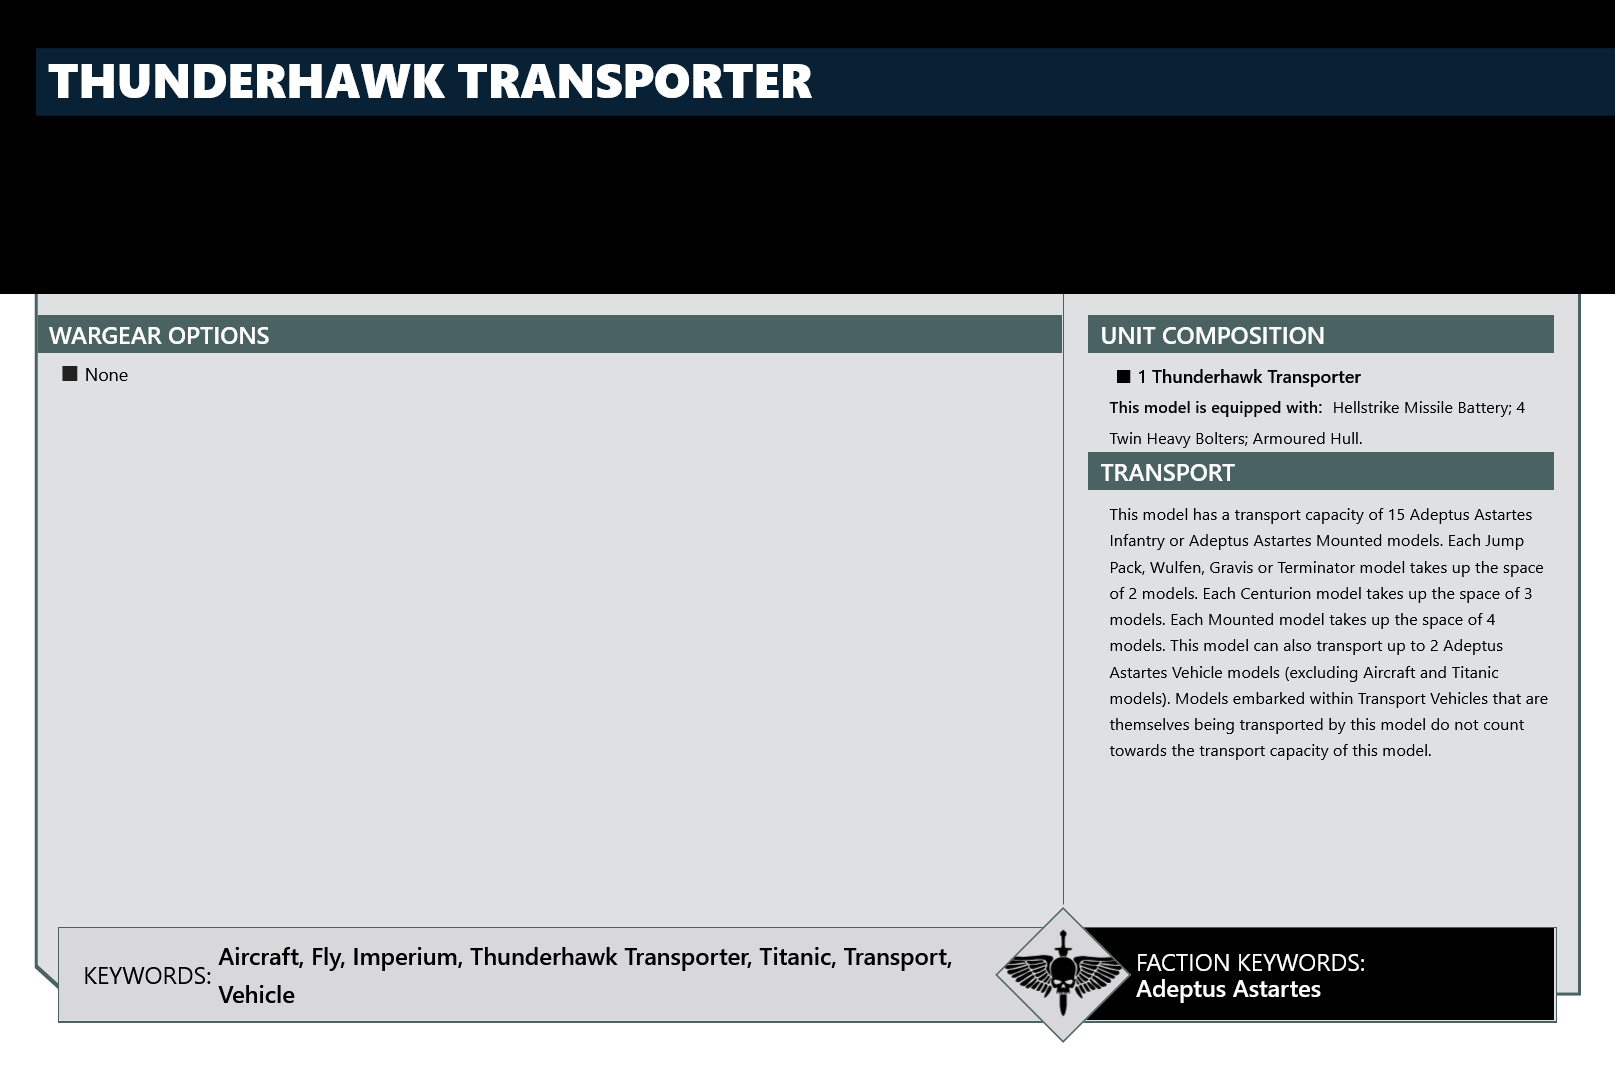 THUNDERHAWK TRANSPORTER
WARGEAR OPTIONS
None
UNIT COMPOSITION
1 Thunderhawk Transporter
This model is equipped with: Hellstrike Missile Battery; 4
Twin Heavy Bolters; Armoured Hull.
TRANSPORT
This model has a transport capacity of 15 Adeptus Astartes
Infantry or Adeptus Astartes Mounted models. Each Jump
Pack, Wulfen, Gravis or Terminator model takes up the space
of 2 models. Each Centurion model takes up the space of 3
models. Each Mounted model takes up the space of 4
models. This model can also transport up to 2 Adeptus
Astartes Vehicle models (excluding Aircraft and Titanic
models). Models embarked within Transport Vehicles that are
themselves being transported by this model do not count
towards the transport capacity of this model.
KEYWORDS: Aircraft, Fly, Imperium, Thunderhawk Transporter, Titanic, Transport,
Vehicle
FACTION KEYWORDS:
Adeptus Astartes